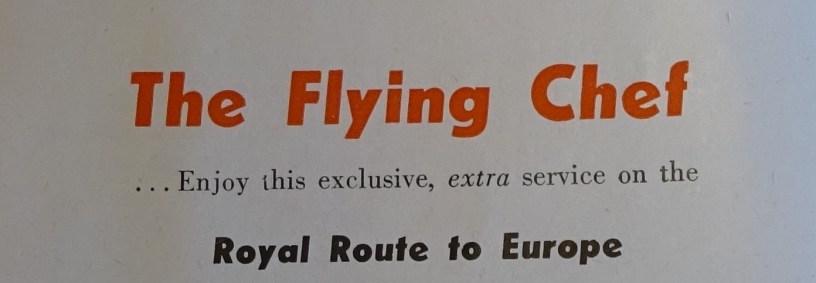 The Flying Chef
...Enjoy this exclusive, extra service on the
Royal Route to Europe